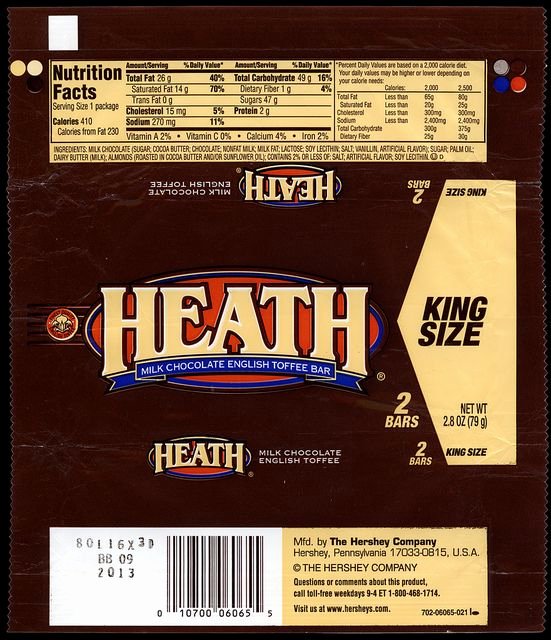 Nutrition Facts
Serving Size 1 package
Calories 410
Calories from Fat 230
Amount/Serving %Daily Value* Amount/Serving %Daily Value*
Total Fat 26 g 40% Total Carbohydrate 49 g 16%
Saturated Fat 14 g 70% Dietary Fiber 1 g 4%
Trans Fat 0 g Sugars 47 g
Cholesterol 15 mg 5% Protein 2 g
Sodium 270 mg 11%
Vitamin A 2% • Vitamin C 0% • Calcium 4% • Iron 2%
*Percent Daily Values are based on a 2,000 calorie diet.
Your daily values may be higher or lower depending on
your calorie needs:
Calories: 2,000 2,500
Total Fat Less than 65g 80g
Saturated Fat Less than 20g 25g
Cholesterol Less than 300mg 300mg
Sodium Less than 2,400mg 2,400mg
Total Carbohydrate 300g 375g
Dietary Fiber 25g 30g
INGREDIENTS: MILK CHOCOLATE (SUGAR; COCOA BUTTER; CHOCOLATE; NONFAT MILK; MILK FAT; LACTOSE; SOY LECITHIN; SALT; VANILLIN, ARTIFICIAL FLAVOR); SUGAR; PALM OIL;
DAIRY BUTTER (MILK); ALMONDS (ROASTED IN COCOA BUTTER AND/OR SUNFLOWER OIL); CONTAINS 2% OR LESS OF: SALT; ARTIFICIAL FLAVOR; SOY LECITHIN. U D
HEATH®
MILK CHOCOLATE
ENGLISH TOFFEE
2
BARS
KING SIZE
HEATH®
MILK CHOCOLATE ENGLISH TOFFEE BAR
KING
SIZE
2
BARS
NET WT
2.8 OZ (79 g)
HEATH®
MILK CHOCOLATE
ENGLISH TOFFEE
2
BARS
KING SIZE
80116X3D
BB 09
2013
0 10700 06065 5
Mfd. by The Hershey Company
Hershey, Pennsylvania 17033-0815, U.S.A.
© THE HERSHEY COMPANY
Questions or comments about this product,
call toll-free weekdays 9-4 ET 1-800-468-1714.
Visit us at www.hersheys.com.
702-06065-021